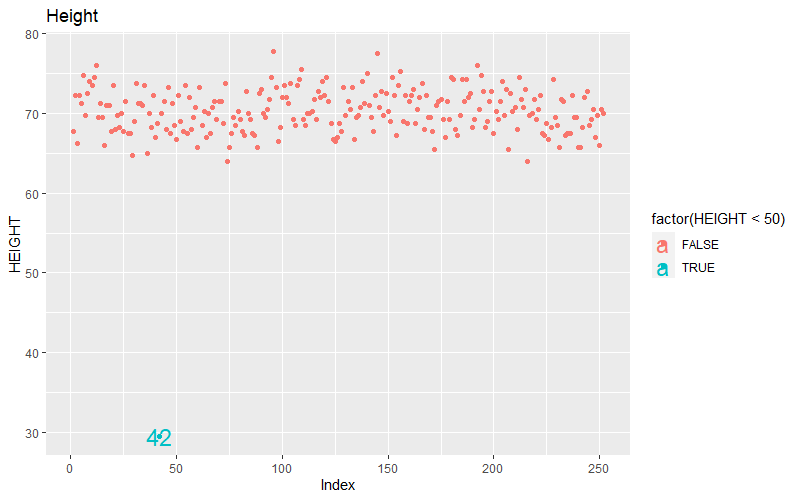 Height
HEIGHT
80
70
60
50
40
30
42
0 50 100 150 200 250
Index
factor(HEIGHT < 50)
a FALSE
a TRUE